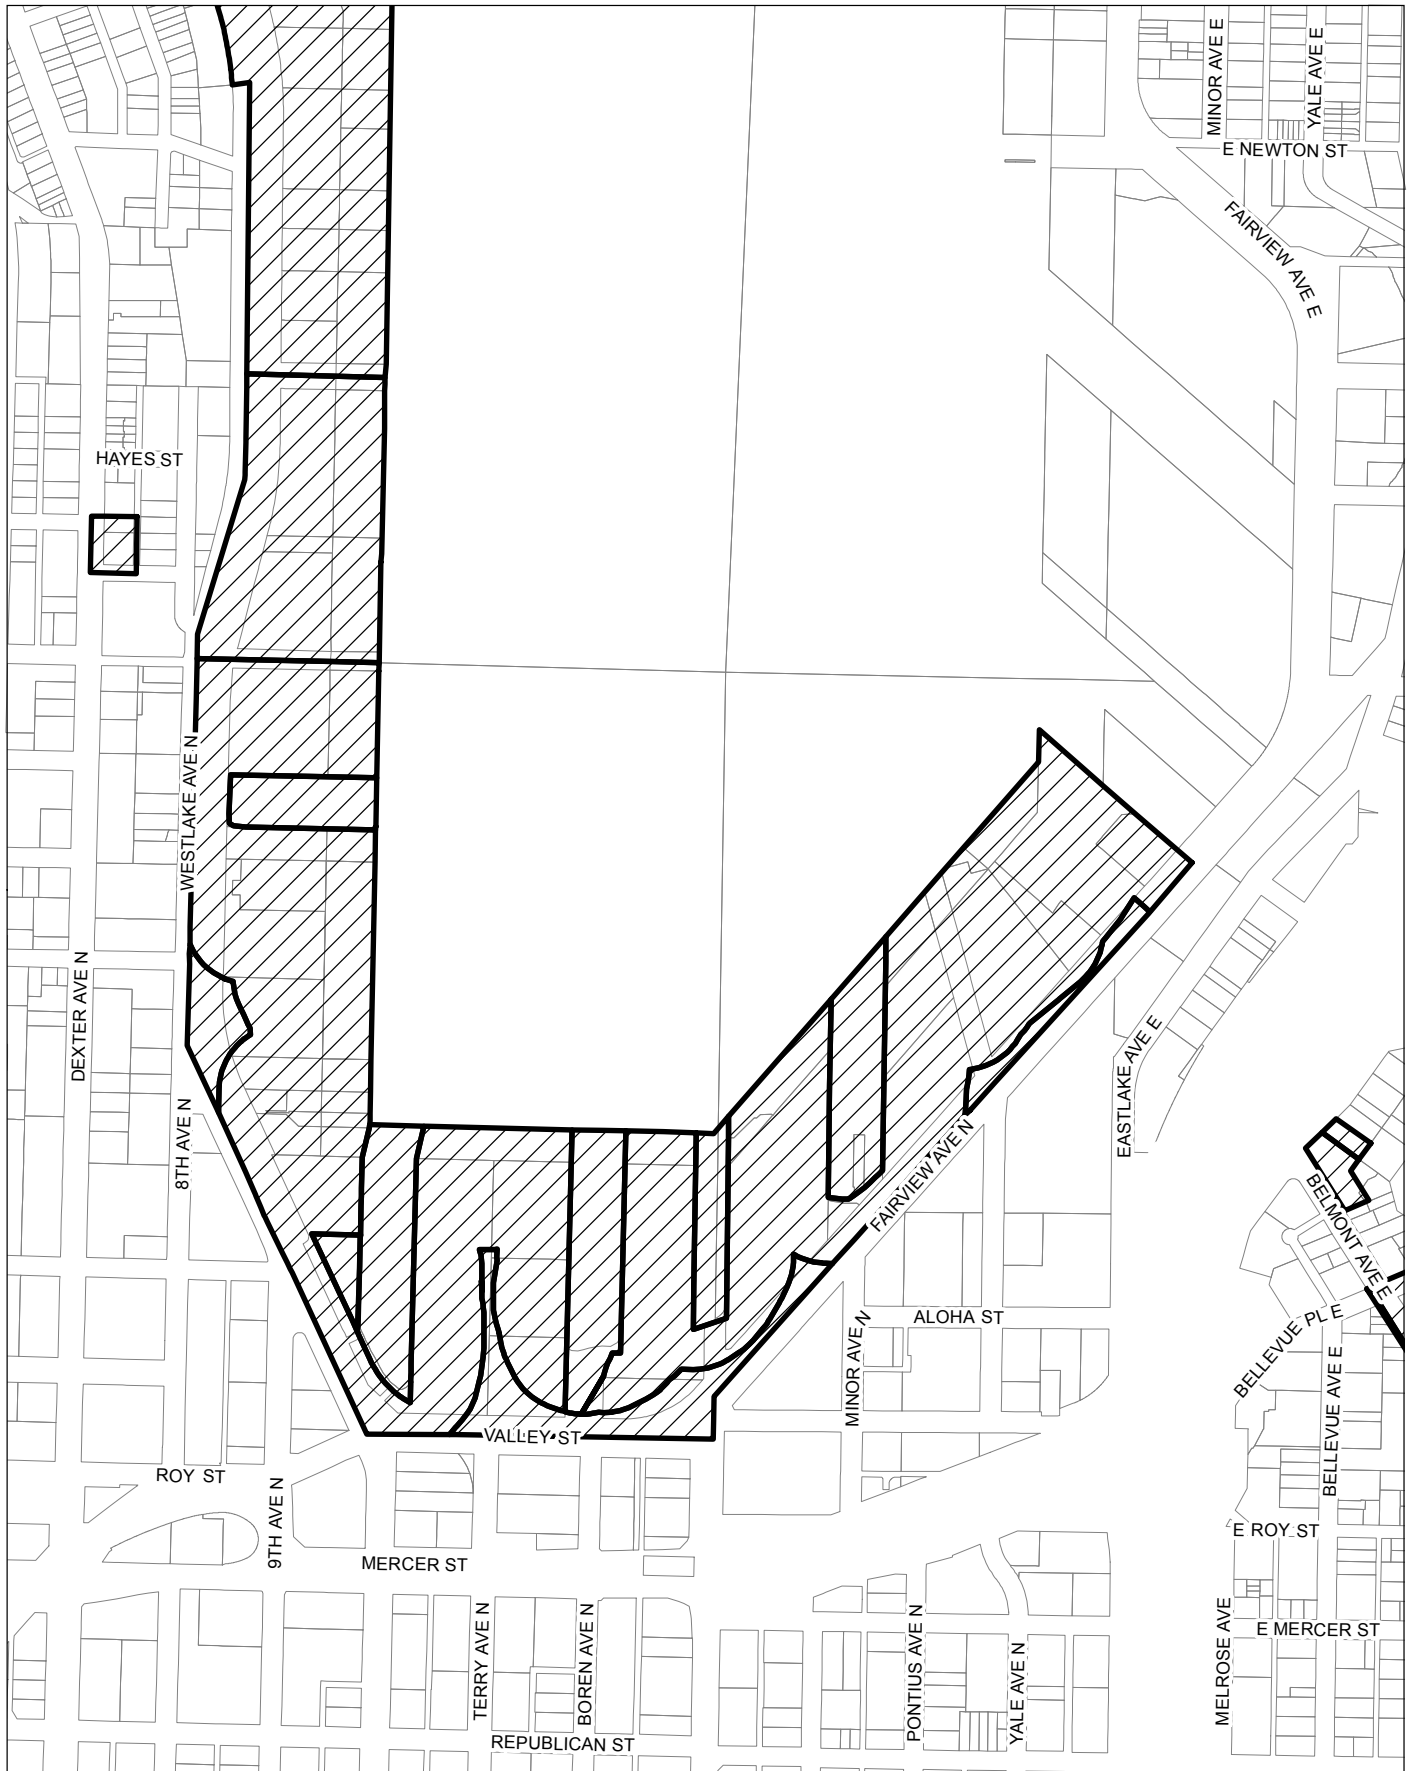 MINOR AVE E
YALE AVE E
E NEWTON ST
FAIRVIEW AVE E
HAYES ST
WESTLAKE AVE N
DEXTER AVE N
8TH AVE N
EASTLAKE AVE E
FAIRVIEW AVE N
BELMONT AVE E
ALOHA ST
MINOR AVE N
BELLEVUE PL E
BELLEVUE AVE E
VALLEY ST
ROY ST
9TH AVE N
E ROY ST
MERCER ST
TERRY AVE N
BOREN AVE N
PONTIUS AVE N
YALE AVE N
MELROSE AVE
E MERCER ST
REPUBLICAN ST